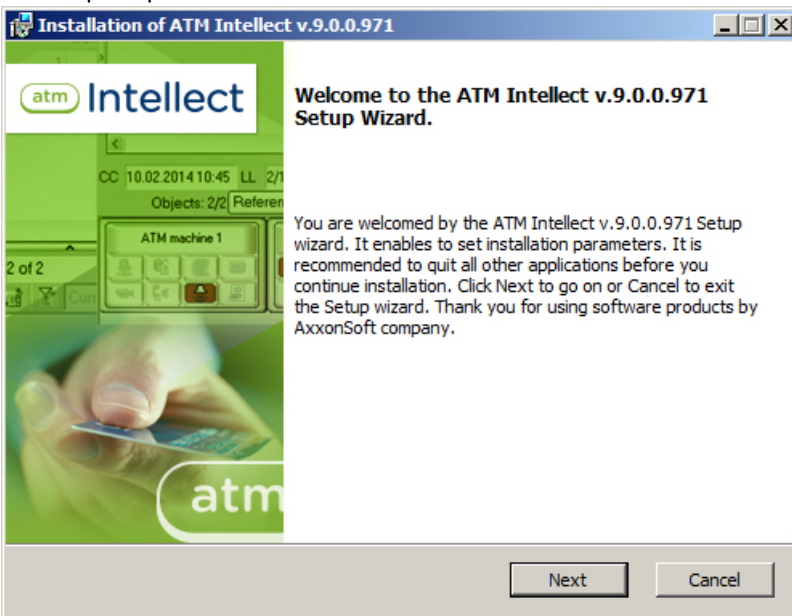 Installation of ATM Intellect v.9.0.0.971
atm Intellect
Welcome to the ATM Intellect v.9.0.0.971
Setup Wizard.
CC 10.02.2014 10:45 LL 2/1
Objects: 2/2 Referen
ATM machine 1
2 of 2
Curr
You are welcomed by the ATM Intellect v.9.0.0.971 Setup
wizard. It enables to set installation parameters. It is
recommended to quit all other applications before you
continue installation. Click Next to go on or Cancel to exit
the Setup wizard. Thank you for using software products by
AxxonSoft company.
atm
Next
Cancel